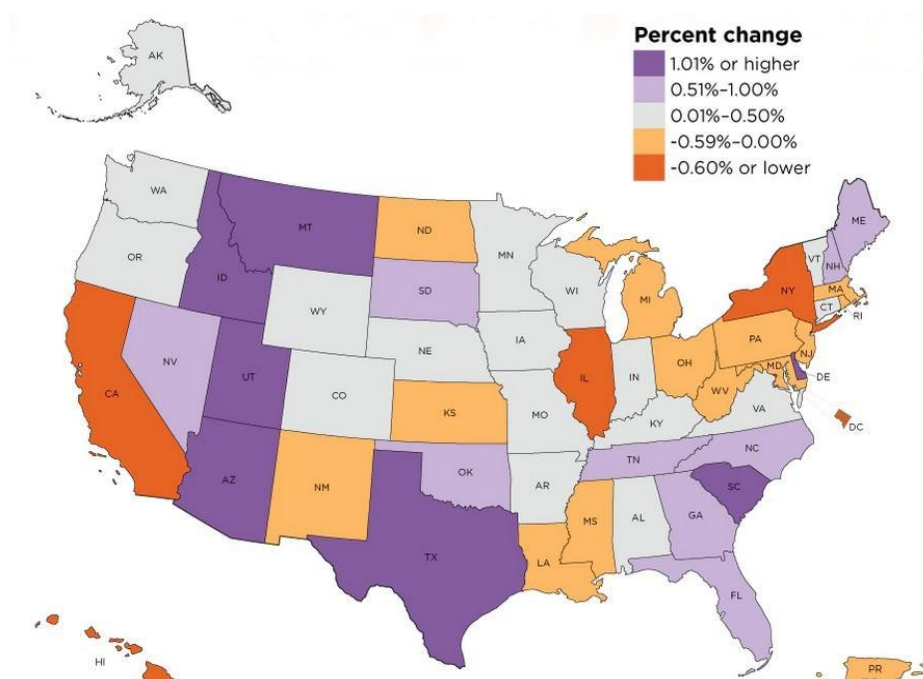 Percent change
1.01% or higher
0.51%–1.00%
0.01%–0.50%
-0.59%–0.00%
-0.60% or lower
AK
WA
MT
ND
ME
OR
MN
VT
NH
ID
SD
WI
NY
MA
WY
MI
CT
RI
NV
NE
IA
PA
NJ
UT
OH
MD
DE
CA
CO
IL
IN
WV
KS
MO
VA
KY
DC
NC
OK
TN
AZ
NM
AR
SC
MS
AL
GA
TX
LA
FL
HI
PR